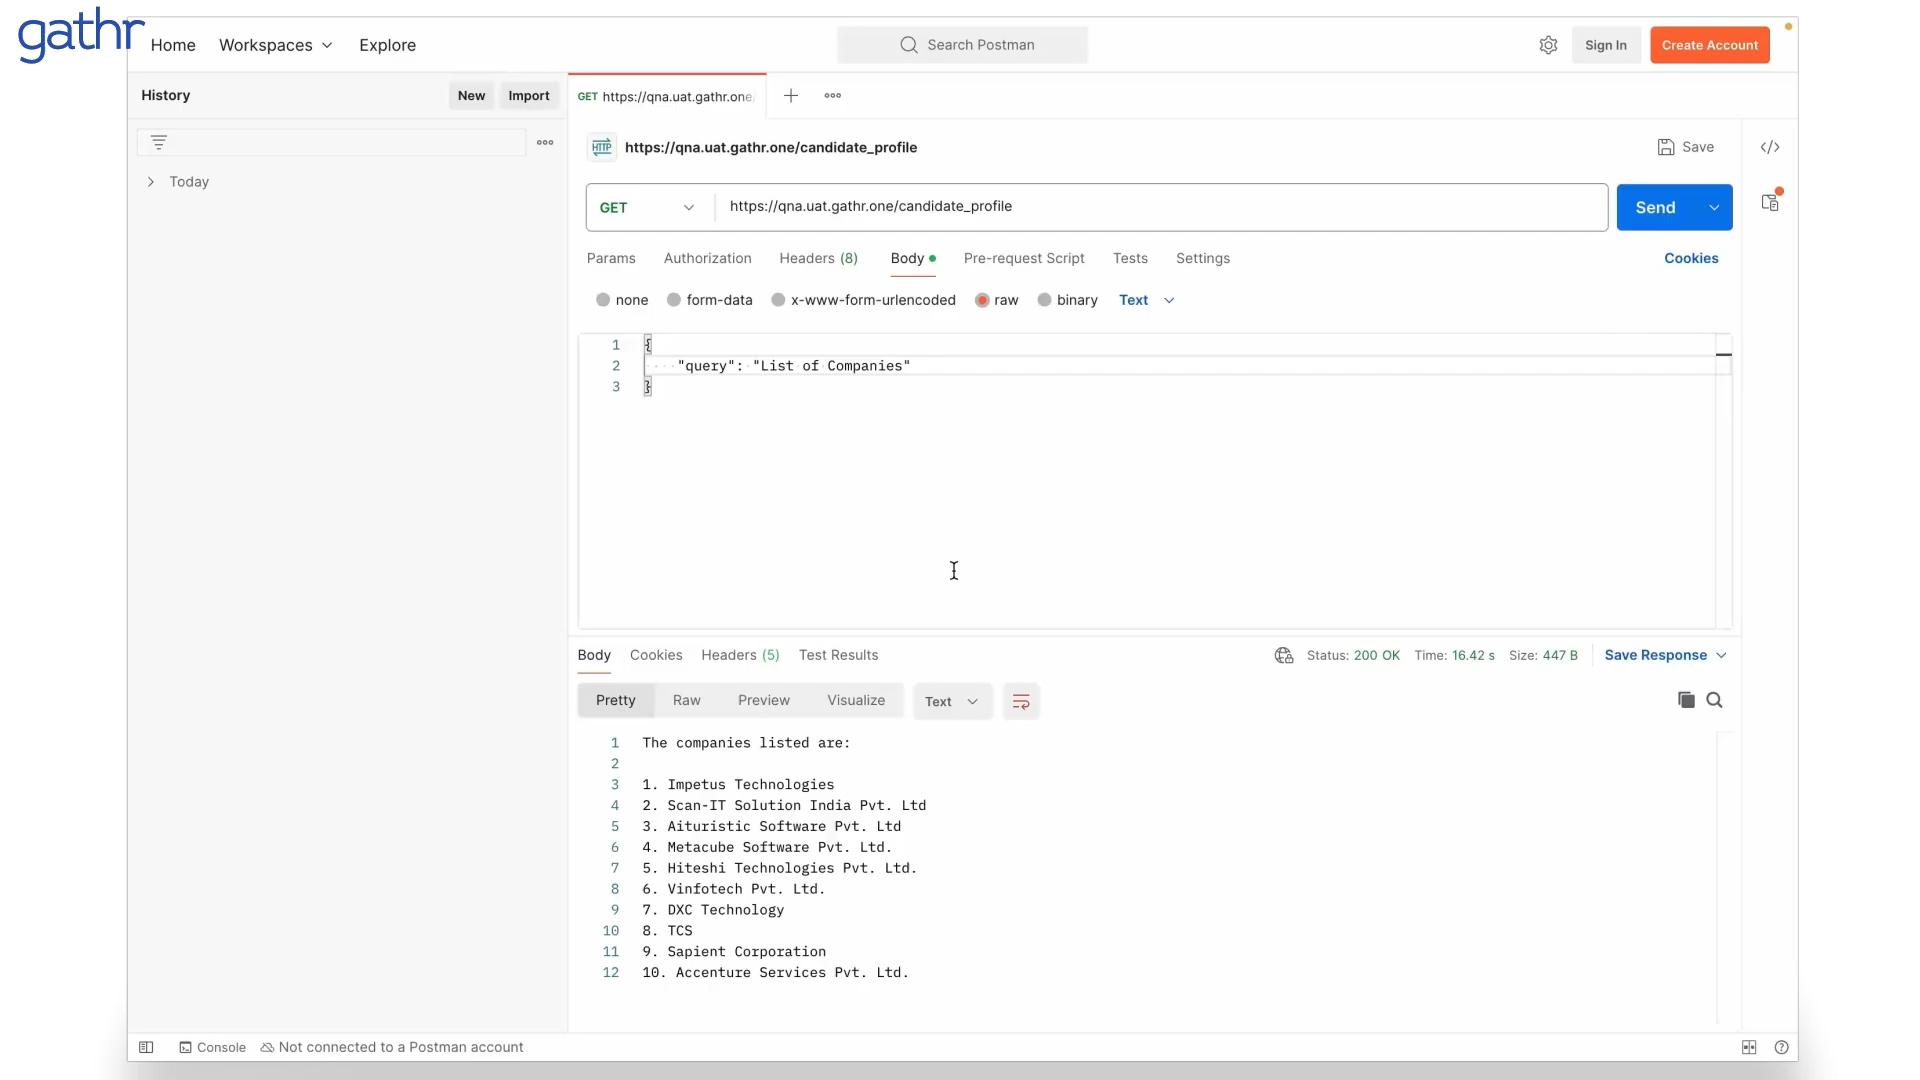 gathr
Home Workspaces Explore Search Postman Sign In Create Account
History New Import GET https://qna.uat.gathr.one/
HTTP https://qna.uat.gathr.one/candidate_profile Save </>
Today
GET https://qna.uat.gathr.one/candidate_profile Send
Params Authorization Headers (8) Body Pre-request Script Tests Settings Cookies
none form-data x-www-form-urlencoded raw binary Text
1 {
2 "query": "List of Companies"
3 }
Body Cookies Headers (5) Test Results Status: 200 OK Time: 16.42 s Size: 447 B Save Response
Pretty Raw Preview Visualize Text
1 The companies listed are:
2
3 1. Impetus Technologies
4 2. Scan-IT Solution India Pvt. Ltd
5 3. Aituristic Software Pvt. Ltd
6 4. Metacube Software Pvt. Ltd.
7 5. Hiteshi Technologies Pvt. Ltd.
8 6. Vinfotech Pvt. Ltd.
9 7. DXC Technology
10 8. TCS
11 9. Sapient Corporation
12 10. Accenture Services Pvt. Ltd.
Console Not connected to a Postman account